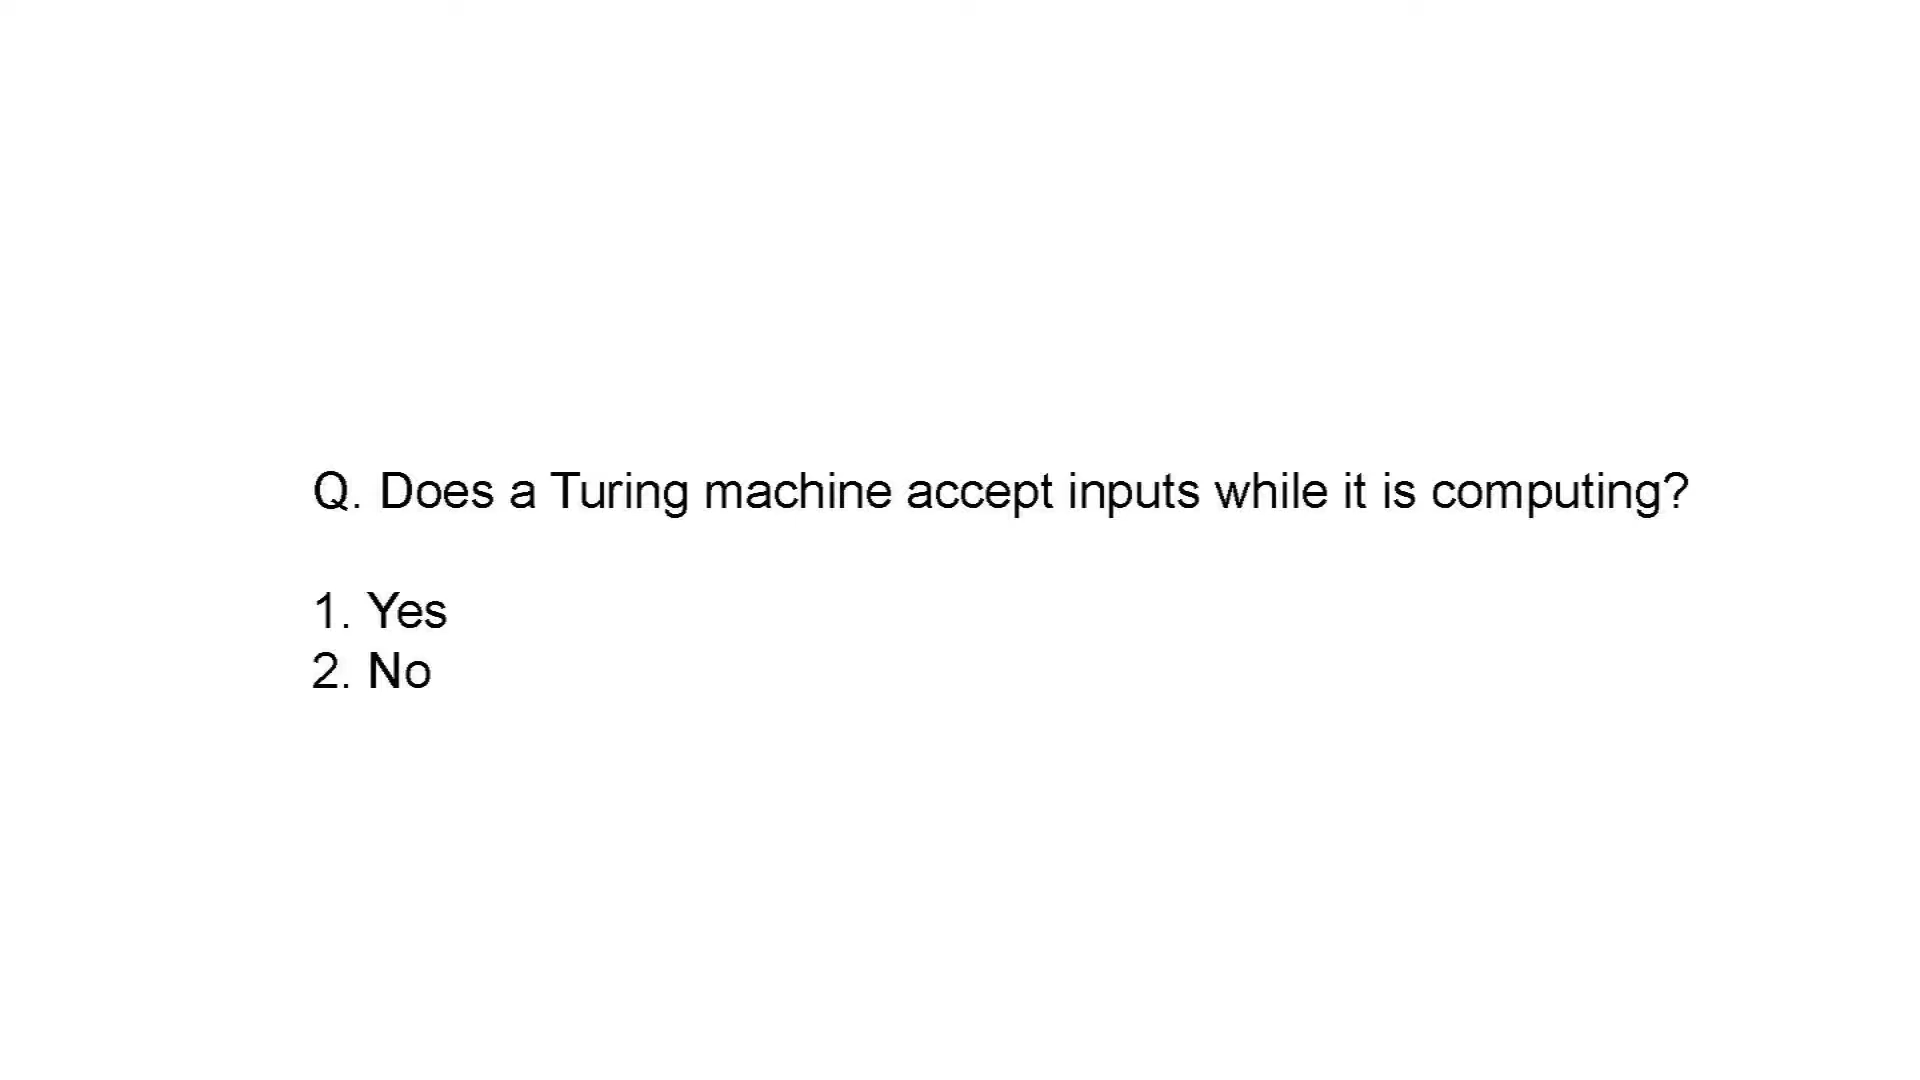 Q. Does a Turing machine accept inputs while it is computing?
1. Yes
2. No